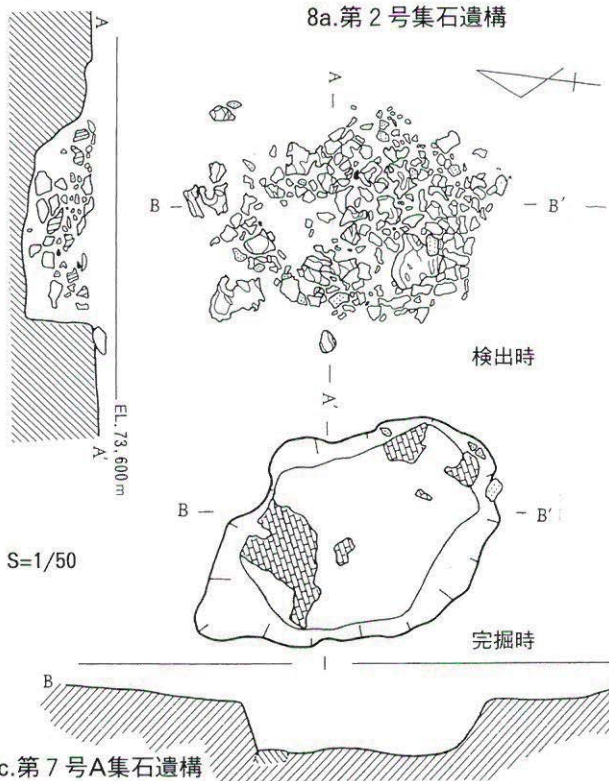 8a.第2号集石遺構
A
A
B
B'
検出時
A'
EL.73,600m
A'
B
B'
S=1/50
完掘時
B
c.第7号A集石遺構